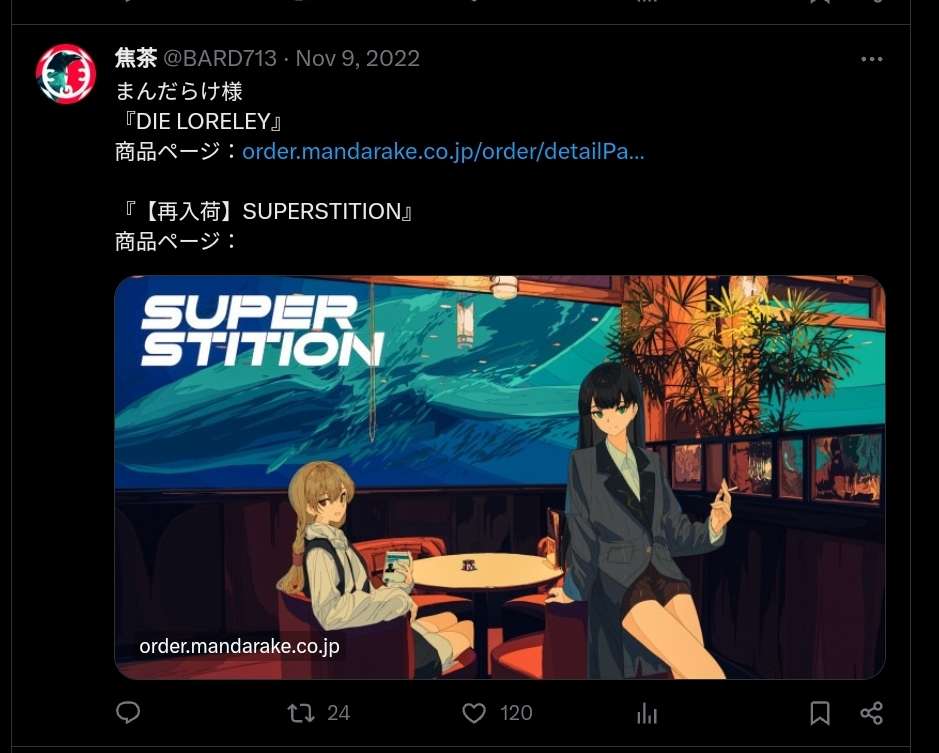 焦茶 @BARD713 · Nov 9, 2022
まんだらけ様
『DIE LORELEY』
商品ページ：order.mandarake.co.jp/order/detailPa…
『【再入荷】SUPERSTITION』
商品ページ：
SUPER
STITION
order.mandarake.co.jp
24 120